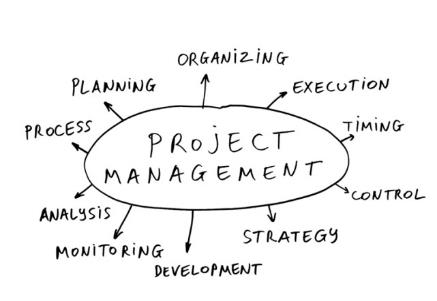 ORGANIZING
PLANNING
EXECUTION
PROCESS
TIMING
PROJECT
MANAGEMENT
ANALYSIS
CONTROL
MONITORING
STRATEGY
DEVELOPMENT